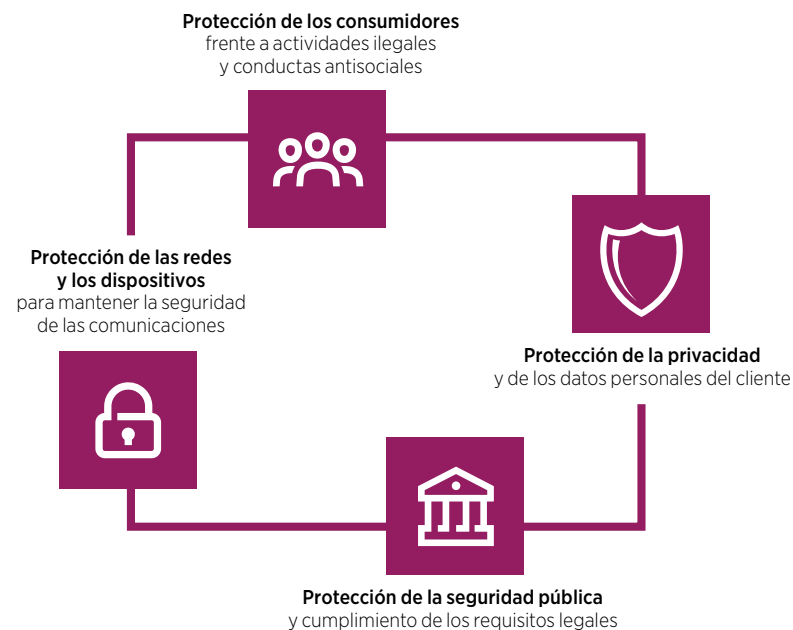 Protección de los consumidores
frente a actividades ilegales
y conductas antisociales
Protección de las redes
y los dispositivos
para mantener la seguridad
de las comunicaciones
Protección de la privacidad
y de los datos personales del cliente
Protección de la seguridad pública
y cumplimiento de los requisitos legales